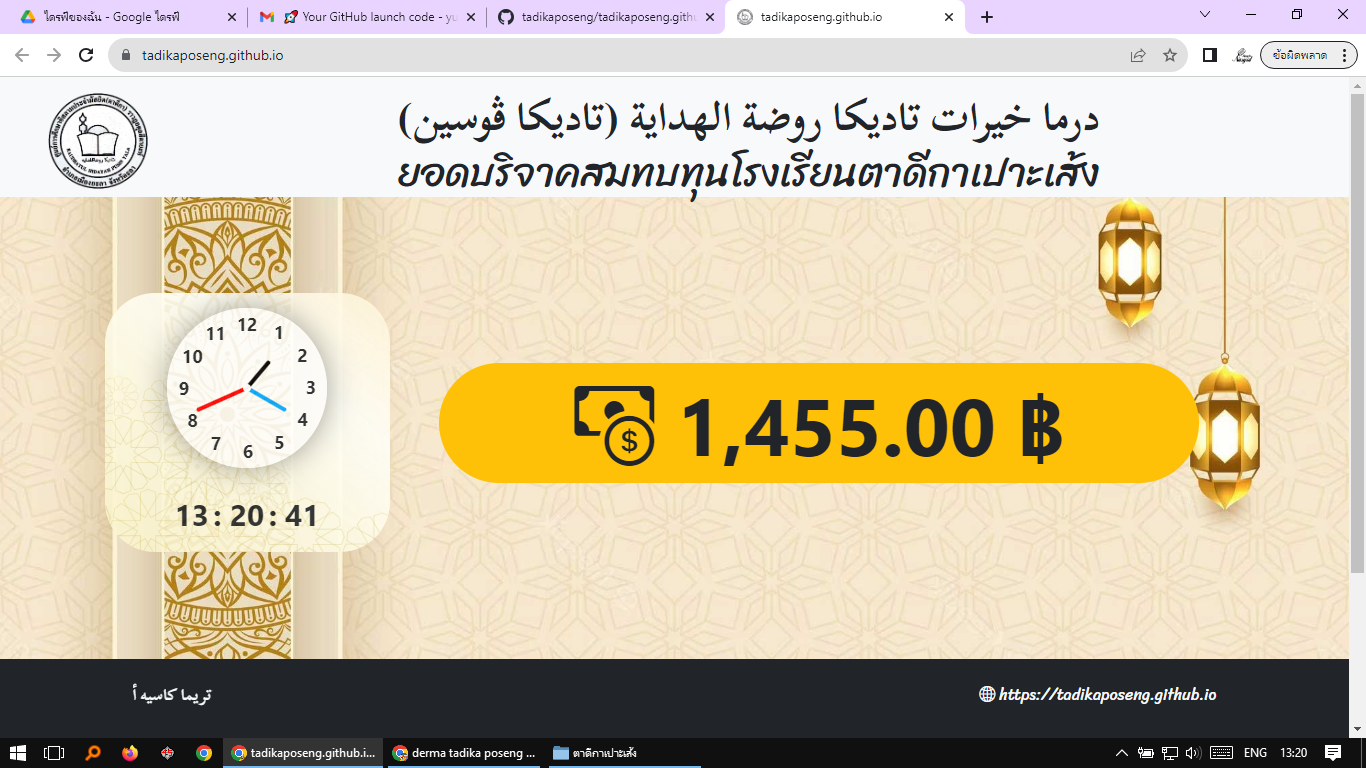 ไดรฟ์ของฉัน - Google ไดรฟ์
Your GitHub launch code - yu
tadikaposeng/tadikaposeng.gith
tadikaposeng.github.io
tadikaposeng.github.io
ข้อผิดพลาด
درما خيرات تاديكا روضة الهداية (تاديكا ڤوسين)
ยอดบริจาคสมทบทุนโรงเรียนตาดีกาเปาะเส้ง
12
11 1
10 2
9 3
8 4
7 5
6
13 : 20 : 41
$ 1,455.00 ฿
تريما كاسيه أ
https://tadikaposeng.github.io
tadikaposeng.github.i...
derma tadika poseng ...
ตาดีกาเปาะเส้ง
ENG
13:20